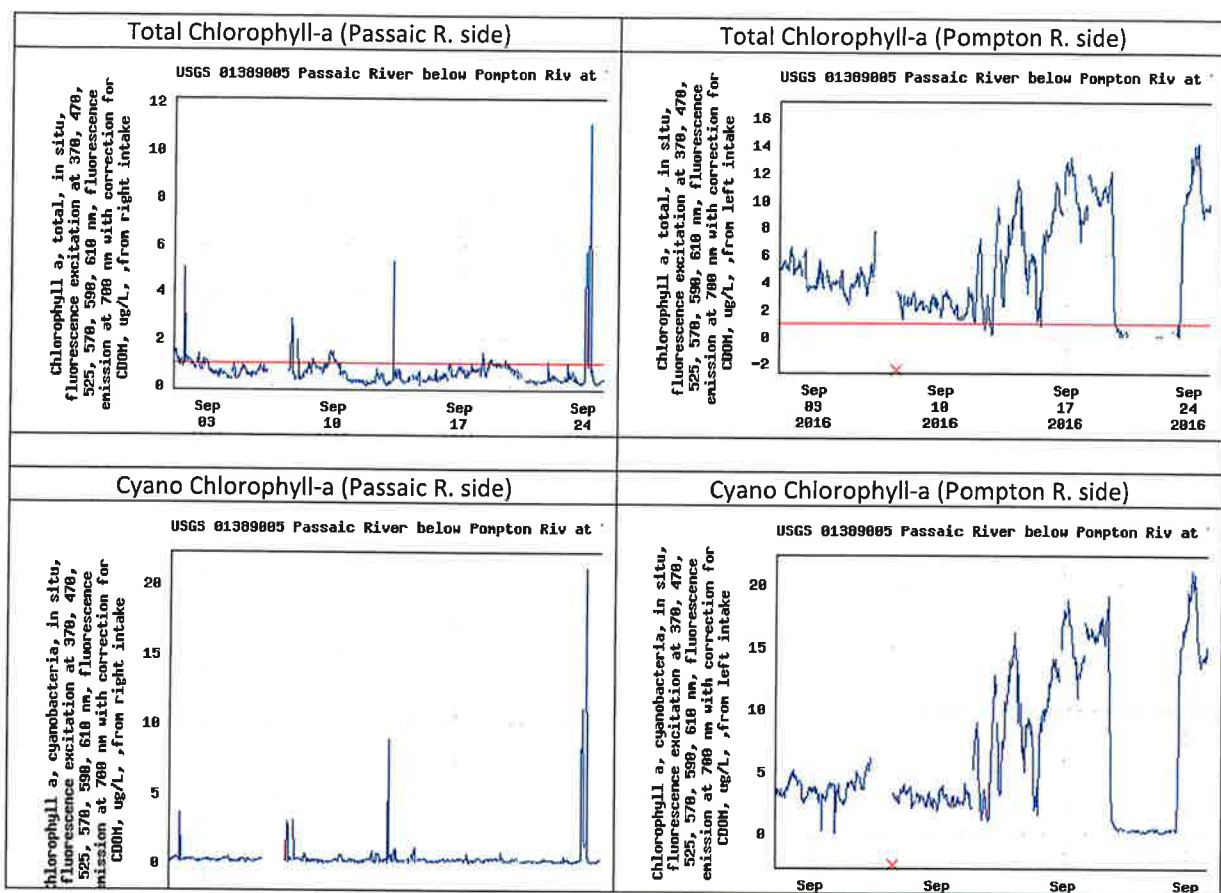 Total Chlorophyll-a (Passaic R. side)
USGS 01389005 Passaic River below Pompton Riv at
Chlorophyll a, total, in situ,
fluorescence excitation at 370, 470,
525, 570, 590, 610 nm, fluorescence
emission at 700 nm with correction for
CDOM, ug/L, ,from right intake
12
10
8
6
4
2
0
Sep Sep Sep Sep
03 10 17 24
Total Chlorophyll-a (Pompton R. side)
USGS 01389005 Passaic River below Pompton Riv at
Chlorophyll a, total, in situ,
fluorescence excitation at 370, 470,
525, 570, 590, 610 nm, fluorescence
emission at 700 nm with correction for
CDOM, ug/L, ,from left intake
16
14
12
10
8
6
4
2
0
-2
Sep Sep Sep Sep
03 10 17 24
2016 2016 2016 2016
Cyano Chlorophyll-a (Passaic R. side)
USGS 01389005 Passaic River below Pompton Riv at
Chlorophyll a, cyanobacteria, in situ,
fluorescence excitation at 370, 470,
525, 570, 590, 610 nm, fluorescence
emission at 700 nm with correction for
CDOM, ug/L, ,from right intake
20
15
10
5
0
Cyano Chlorophyll-a (Pompton R. side)
USGS 01389005 Passaic River below Pompton Riv at
Chlorophyll a, cyanobacteria, in situ,
fluorescence excitation at 370, 470,
525, 570, 590, 610 nm, fluorescence
emission at 700 nm with correction for
CDOM, ug/L, ,from left intake
20
15
10
5
0
Sep Sep Sep Sep